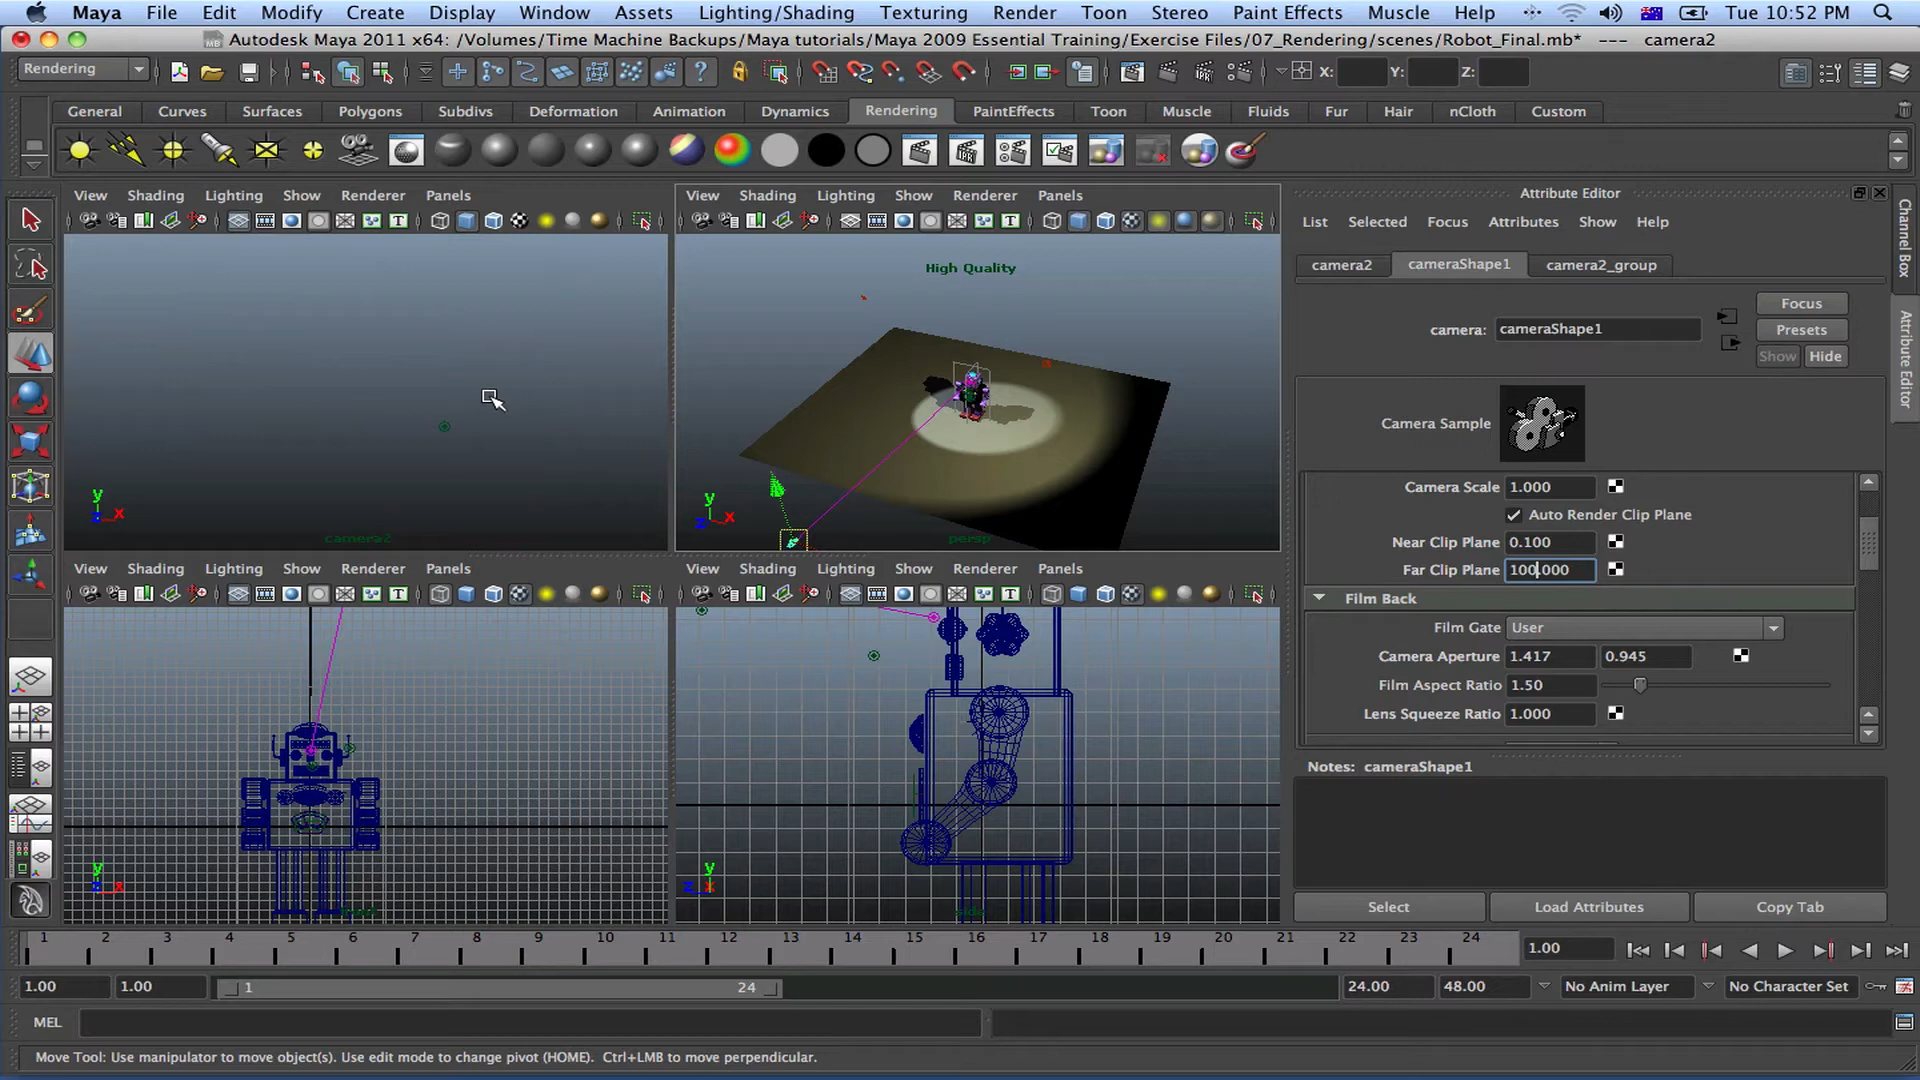 Maya File Edit Modify Create Display Window Assets Lighting/Shading Texturing Render Toon Stereo Paint Effects Muscle Help Tue 10:52 PM
Autodesk Maya 2011 x64: /Volumes/Time Machine Backups/Maya tutorials/Maya 2009 Essential Training/Exercise Files/07_Rendering/scenes/Robot_Final.mb* --- camera2
Rendering X: Y: Z:
General Curves Surfaces Polygons Subdivs Deformation Animation Dynamics Rendering PaintEffects Toon Muscle Fluids Fur Hair nCloth Custom
View Shading Lighting Show Renderer Panels
View Shading Lighting Show Renderer Panels
High Quality
y
x
z
camera2
y
x
z
persp
View Shading Lighting Show Renderer Panels
View Shading Lighting Show Renderer Panels
y
x
y
z
Attribute Editor
List Selected Focus Attributes Show Help
camera2 cameraShape1 camera2_group
camera: cameraShape1
Focus
Presets
Show Hide
Camera Sample
Camera Scale 1.000
Auto Render Clip Plane
Near Clip Plane 0.100
Far Clip Plane 100.000
Film Back
Film Gate User
Camera Aperture 1.417 0.945
Film Aspect Ratio 1.50
Lens Squeeze Ratio 1.000
Notes: cameraShape1
Select Load Attributes Copy Tab
Channel Box
Attribute Editor
1 2 3 4 5 6 7 8 9 10 11 12 13 14 15 16 17 18 19 20 21 22 23 24 1.00
1.00 1.00 1 24 24.00 48.00 No Anim Layer No Character Set
MEL
Move Tool: Use manipulator to move object(s). Use edit mode to change pivot (HOME). Ctrl+LMB to move perpendicular.